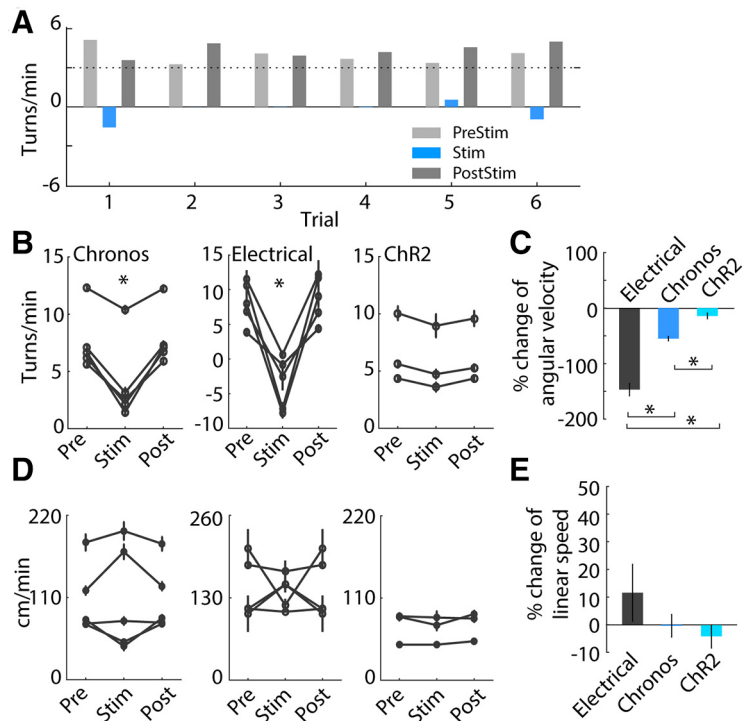 A
Turns/min
6
0
-6
PreStim
Stim
PostStim
1 2 3 4 5 6
Trial
B
Chronos Electrical ChR2
Turns/min
15 15 15
10 10 10
5 5 5
0 0 0
-5
-10
* *
Pre Stim Post Pre Stim Post Pre Stim Post
C
Electrical Chronos ChR2
% change of
angular velocity
0
-100
-200
*
* *
D
cm/min
220 260 220
110 130 110
0 0 0
Pre Stim Post Pre Stim Post Pre Stim Post
E
% change of
linear speed
50
40
30
20
10
0
-10
Electrical Chronos ChR2